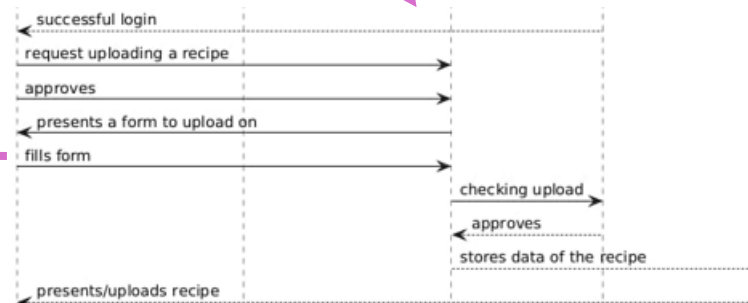 successful login
request uploading a recipe
approves
presents a form to upload on
fills form
checking upload
approves
stores data of the recipe
presents/uploads recipe